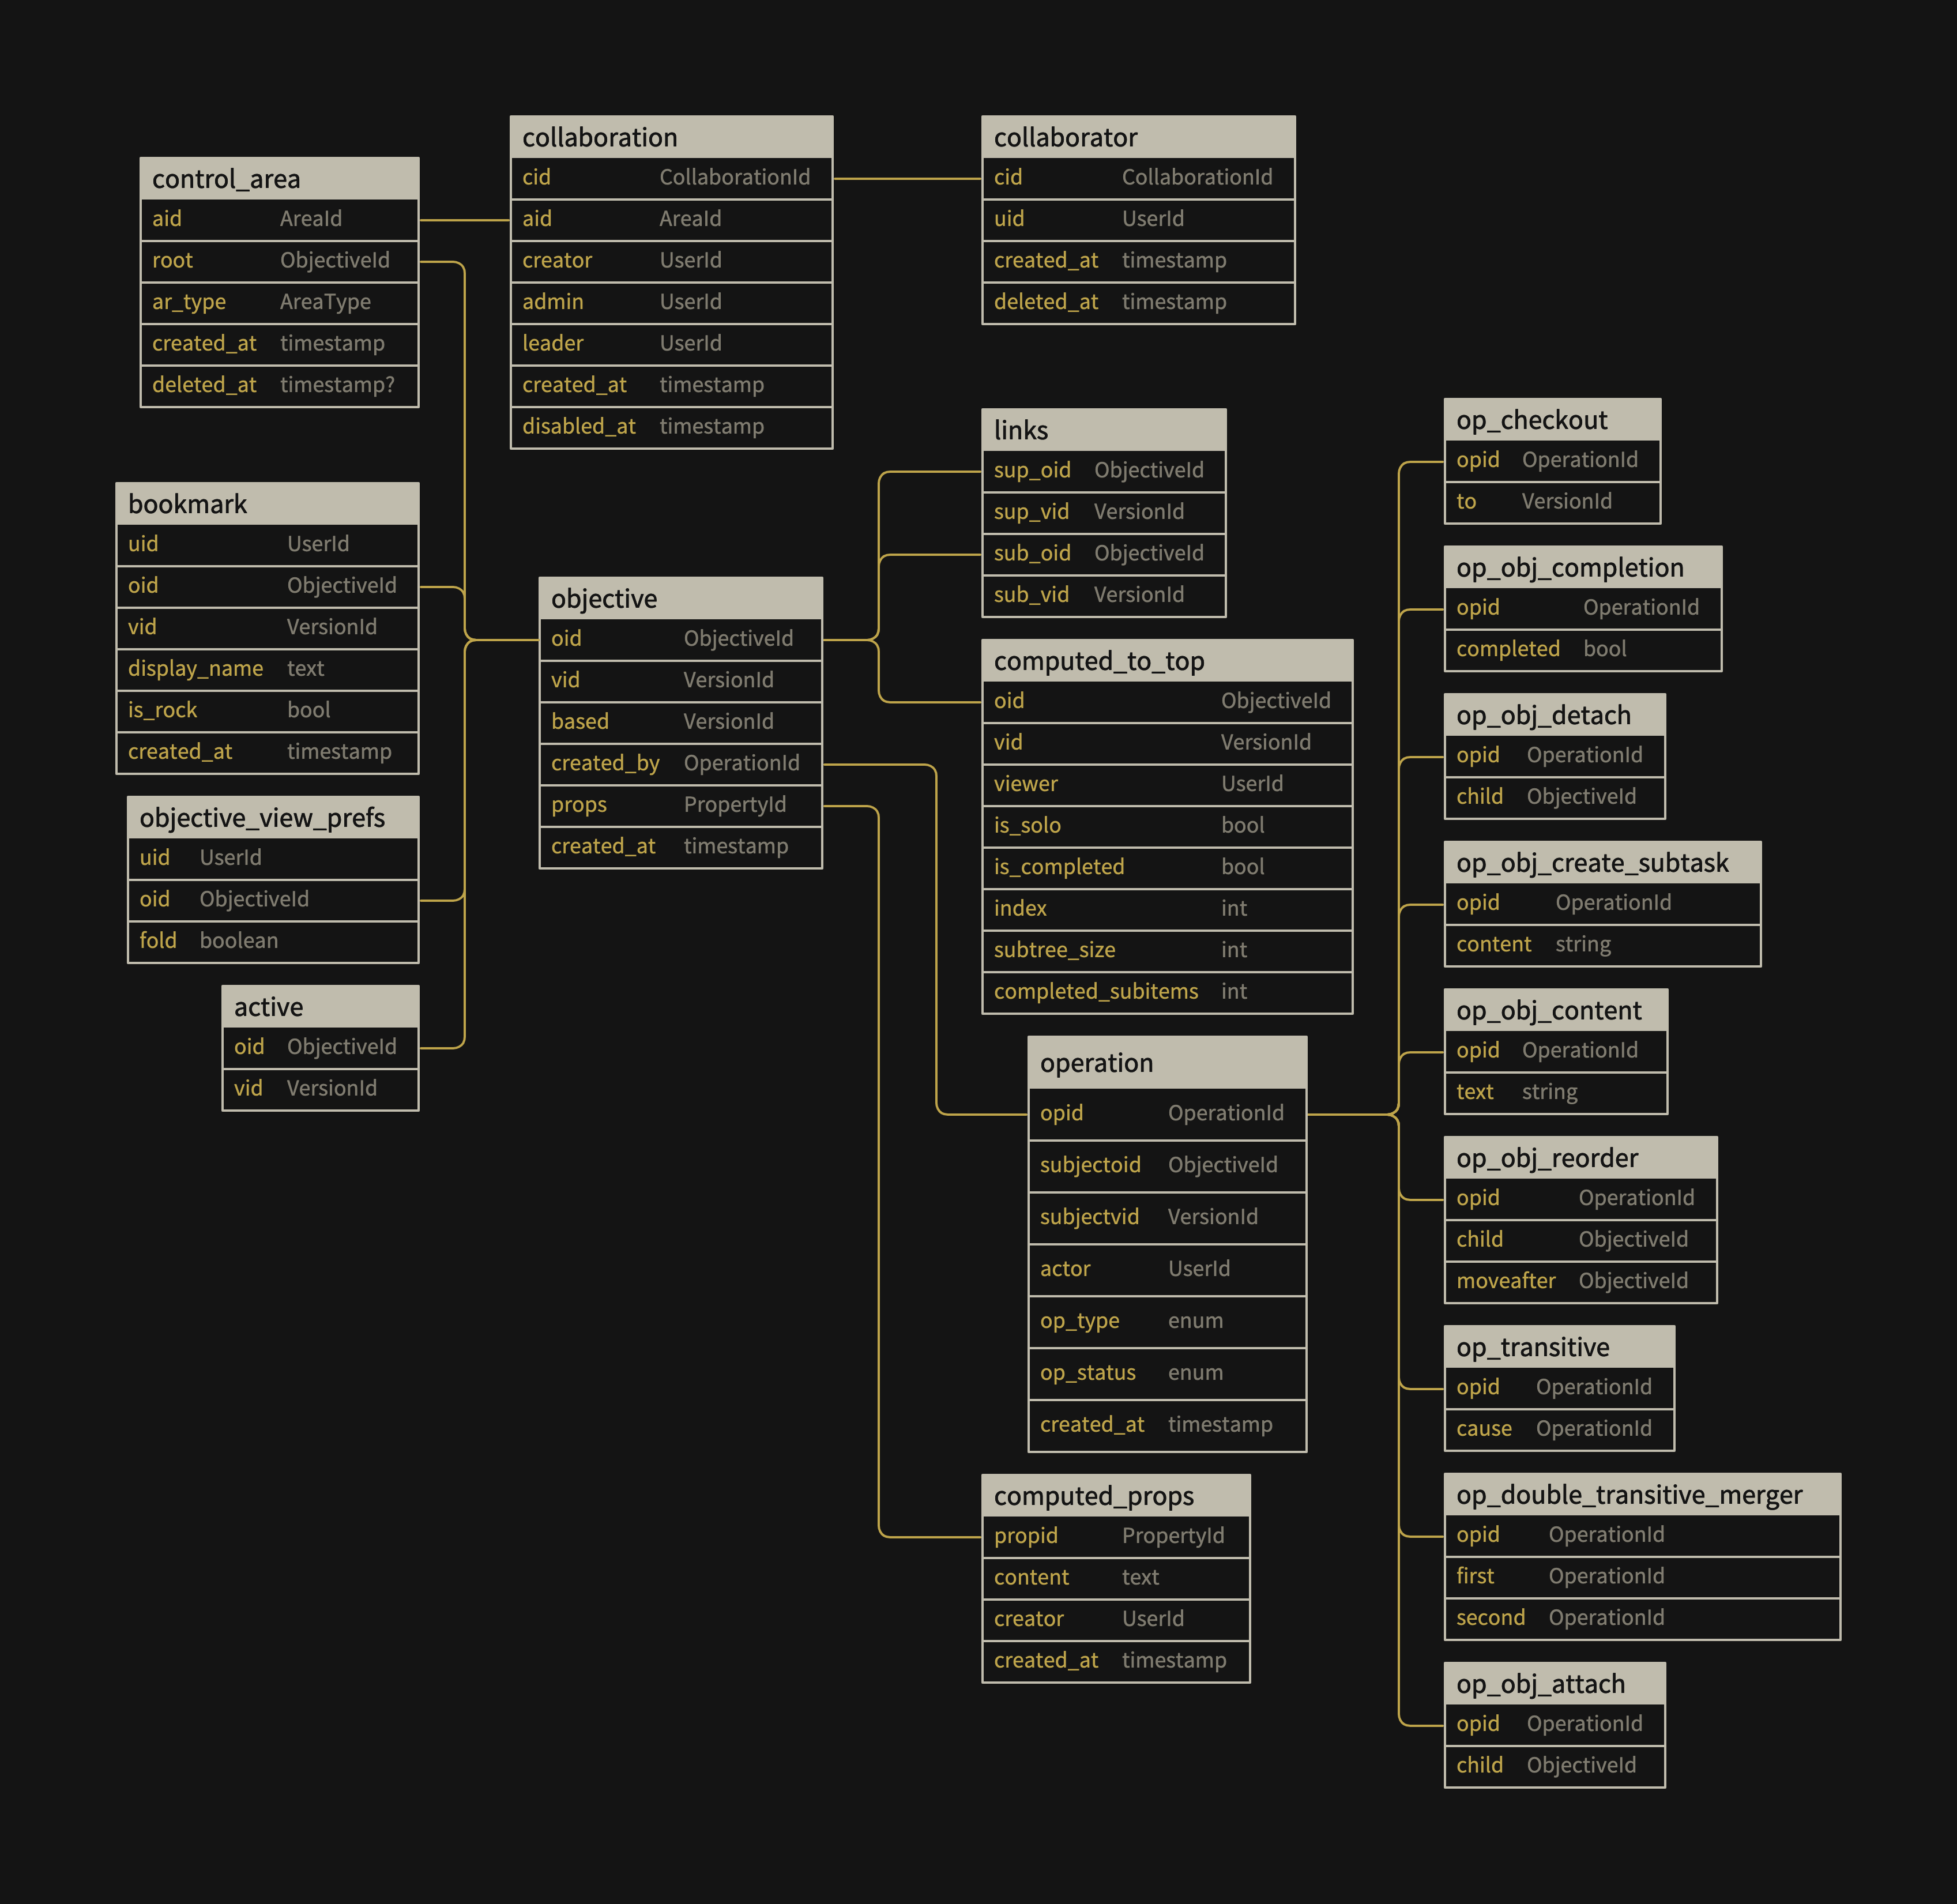 control_area
aid AreaId
root ObjectiveId
ar_type AreaType
created_at timestamp
deleted_at timestamp?
bookmark
uid UserId
oid ObjectiveId
vid VersionId
display_name text
is_rock bool
created_at timestamp
objective_view_prefs
uid UserId
oid ObjectiveId
fold boolean
active
oid ObjectiveId
vid VersionId
collaboration
cid CollaborationId
aid AreaId
creator UserId
admin UserId
leader UserId
created_at timestamp
disabled_at timestamp
objective
oid ObjectiveId
vid VersionId
based VersionId
created_by OperationId
props PropertyId
created_at timestamp
collaborator
cid CollaborationId
uid UserId
created_at timestamp
deleted_at timestamp
links
sup_oid ObjectiveId
sup_vid VersionId
sub_oid ObjectiveId
sub_vid VersionId
computed_to_top
oid ObjectiveId
vid VersionId
viewer UserId
is_solo bool
is_completed bool
index int
subtree_size int
completed_subitems int
operation
opid OperationId
subjectoid ObjectiveId
subjectvid VersionId
actor UserId
op_type enum
op_status enum
created_at timestamp
computed_props
propid PropertyId
content text
creator UserId
created_at timestamp
op_checkout
opid OperationId
to VersionId
op_obj_completion
opid OperationId
completed bool
op_obj_detach
opid OperationId
child ObjectiveId
op_obj_create_subtask
opid OperationId
content string
op_obj_content
opid OperationId
text string
op_obj_reorder
opid OperationId
child ObjectiveId
moveafter ObjectiveId
op_transitive
opid OperationId
cause OperationId
op_double_transitive_merger
opid OperationId
first OperationId
second OperationId
op_obj_attach
opid OperationId
child ObjectiveId